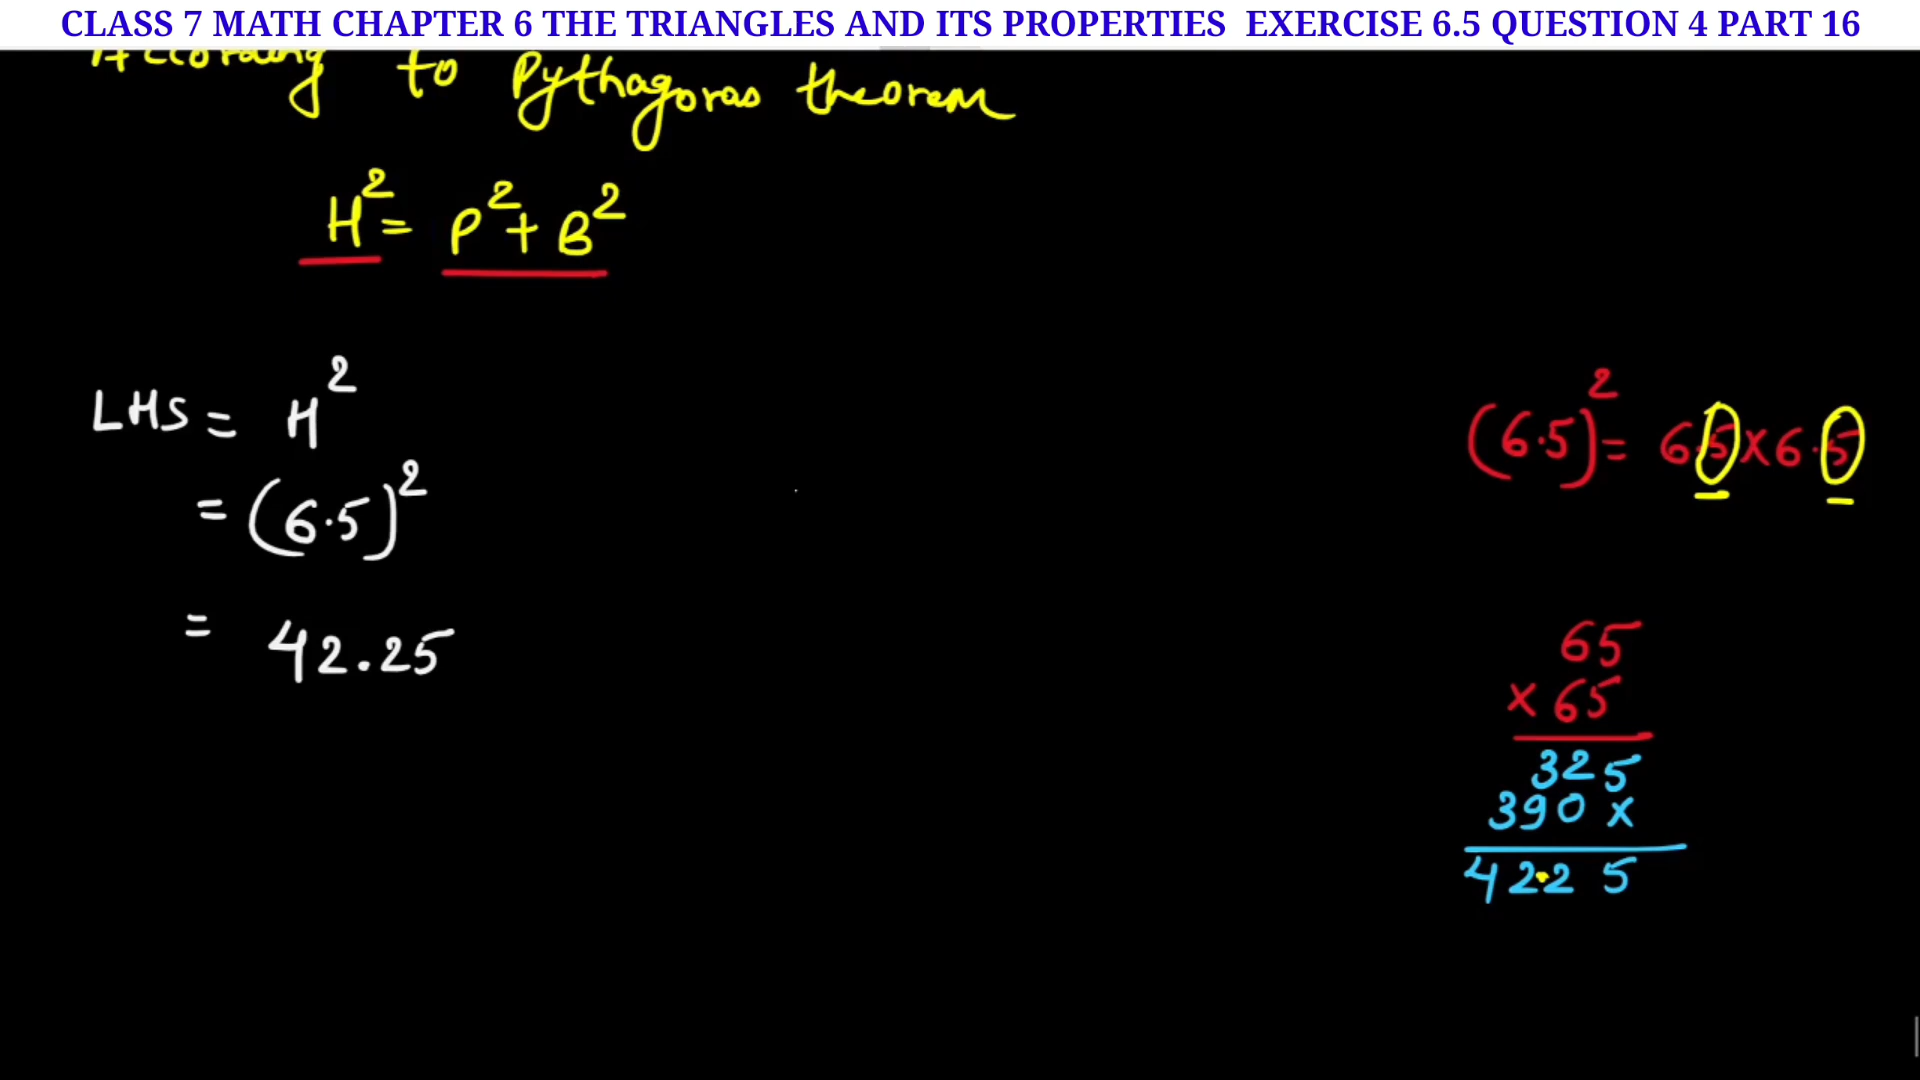 CLASS 7 MATH CHAPTER 6 THE TRIANGLES AND ITS PROPERTIES EXERCISE 6.5 QUESTION 4 PART 16
According to Pythagoras theorem
H² = P² + B²
LHS = H²
= (6.5)²
= 42.25
(6.5)² = 6.5 × 6.5
65
× 65
325
390 ×
42.25